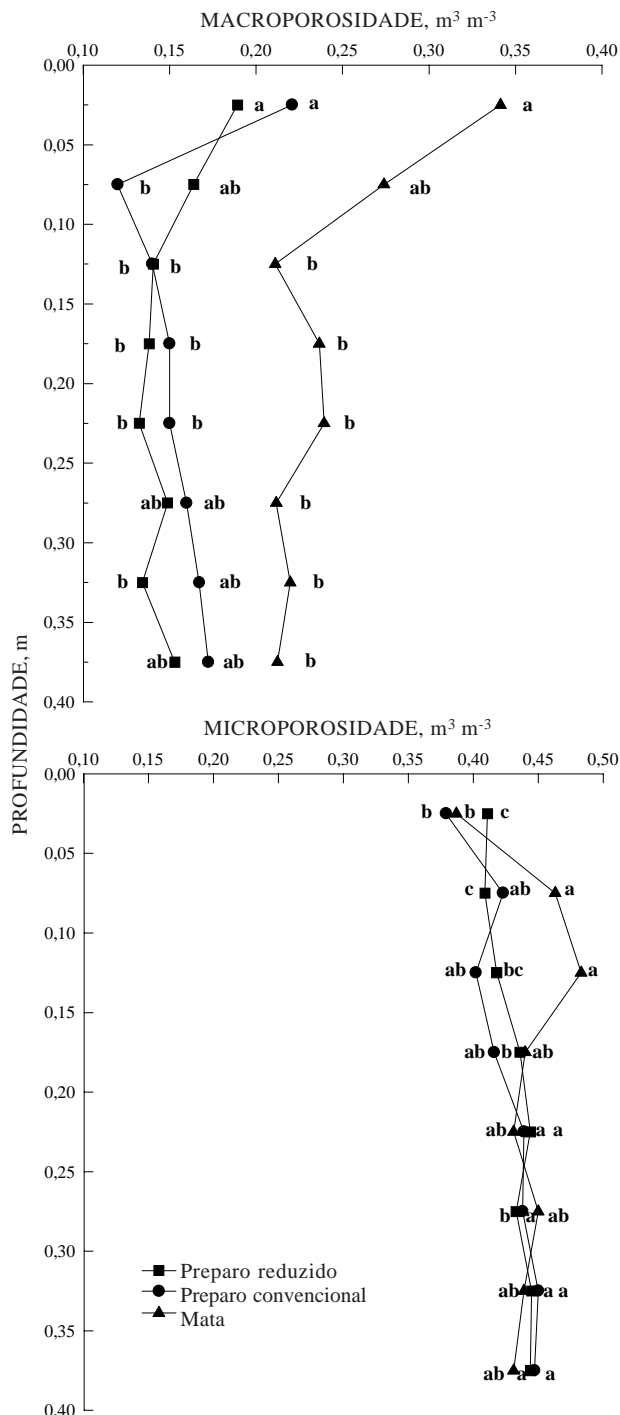 MACROPOROSIDADE, m³ m⁻³
0,10 0,15 0,20 0,25 0,30 0,35 0,40
0,00
a a a
0,05
b ab ab
0,10
b b b
0,15
b b b
0,20
b b b
0,25
ab ab b
0,30
b ab b
0,35
ab ab b
0,40
PROFUNDIDADE, m
MICROPOROSIDADE, m³ m⁻³
0,10 0,15 0,20 0,25 0,30 0,35 0,40 0,45 0,50
0,00
b b c
0,05
c ab a
0,10
ab bc a
0,15
ab b ab
0,20
ab a a
0,25
b a ab
0,30
Preparo reduzido
Preparo convencional
ab a a
Mata
0,35
ab a a
0,40